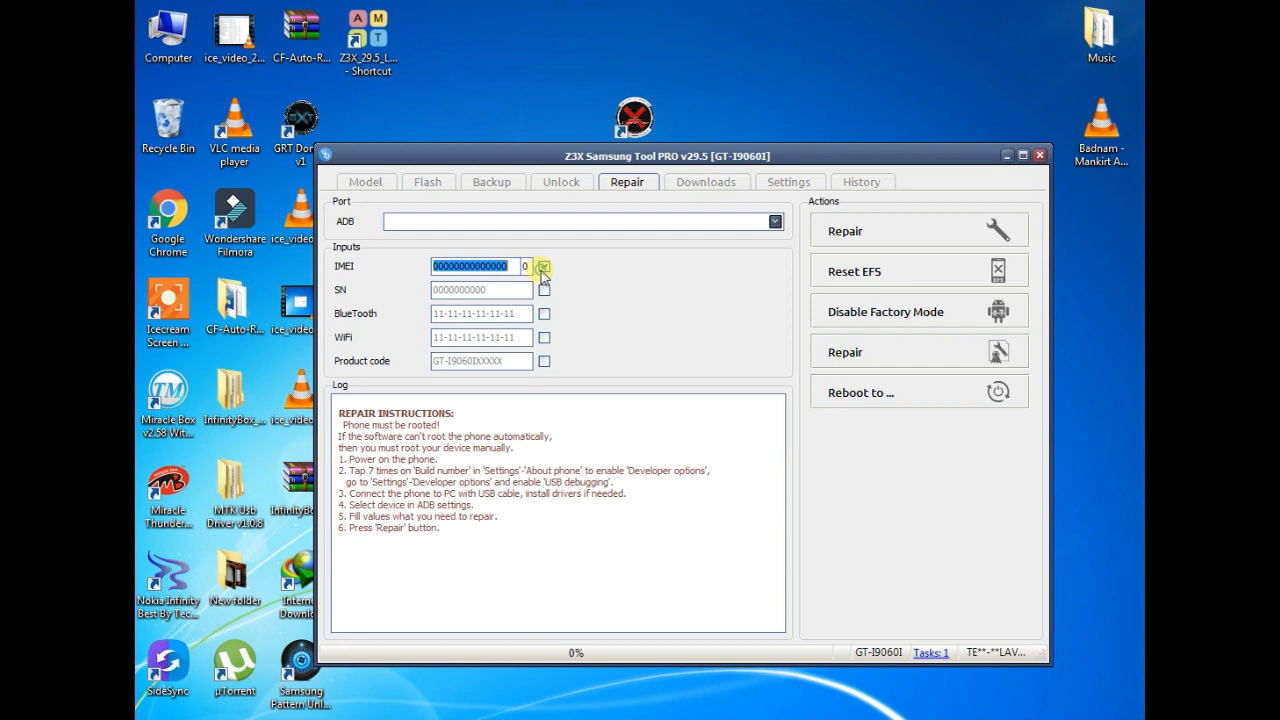 Computer
ice_video_2...
CF-Auto-R...
Z3X_29.5_L...
- Shortcut
Music
Recycle Bin
VLC media
player
GRT Don
v1
Badnam -
Mankirt A...
Z3X Samsung Tool PRO v29.5 [GT-I9060I]
Model
Flash
Backup
Unlock
Repair
Downloads
Settings
History
Port
ADB
Actions
Repair
Reset EFS
Disable Factory Mode
Repair
Reboot to ...
Inputs
IMEI
00000000000000
0
SN
0000000000
BlueTooth
11-11-11-11-11-11
WiFi
11-11-11-11-11-11
Product code
GT-I9060IXXXXX
Log
REPAIR INSTRUCTIONS:
Phone must be rooted!
If the software can't root the phone automatically,
then you must root your device manually.
1. Power on the phone.
2. Tap 7 times on 'Build number' in 'Settings'-'About phone' to enable 'Developer options',
go to 'Settings'-'Developer options' and enable 'USB debugging'.
3. Connect the phone to PC with USB cable, install drivers if needed.
4. Select device in ADB settings.
5. Fill values what you need to repair.
6. Press 'Repair' button.
0%
GT-I9060I
Tasks: 1
TE**-**LAV...
Google
Chrome
Wondershare
Filmora
ice_video
Icecream
Screen ...
CF-Auto-R...
ice_video
Miracle Box
v2.58 Wit...
InfinityBox_...
ice_video
Miracle
Thunder...
MTK Usb
Driver v1.0.8
InfinityBo
Nokia Infinity
Best By Tec...
New folder
Intern
Downlo
SideSync
µTorrent
Samsung
Pattern Unl...